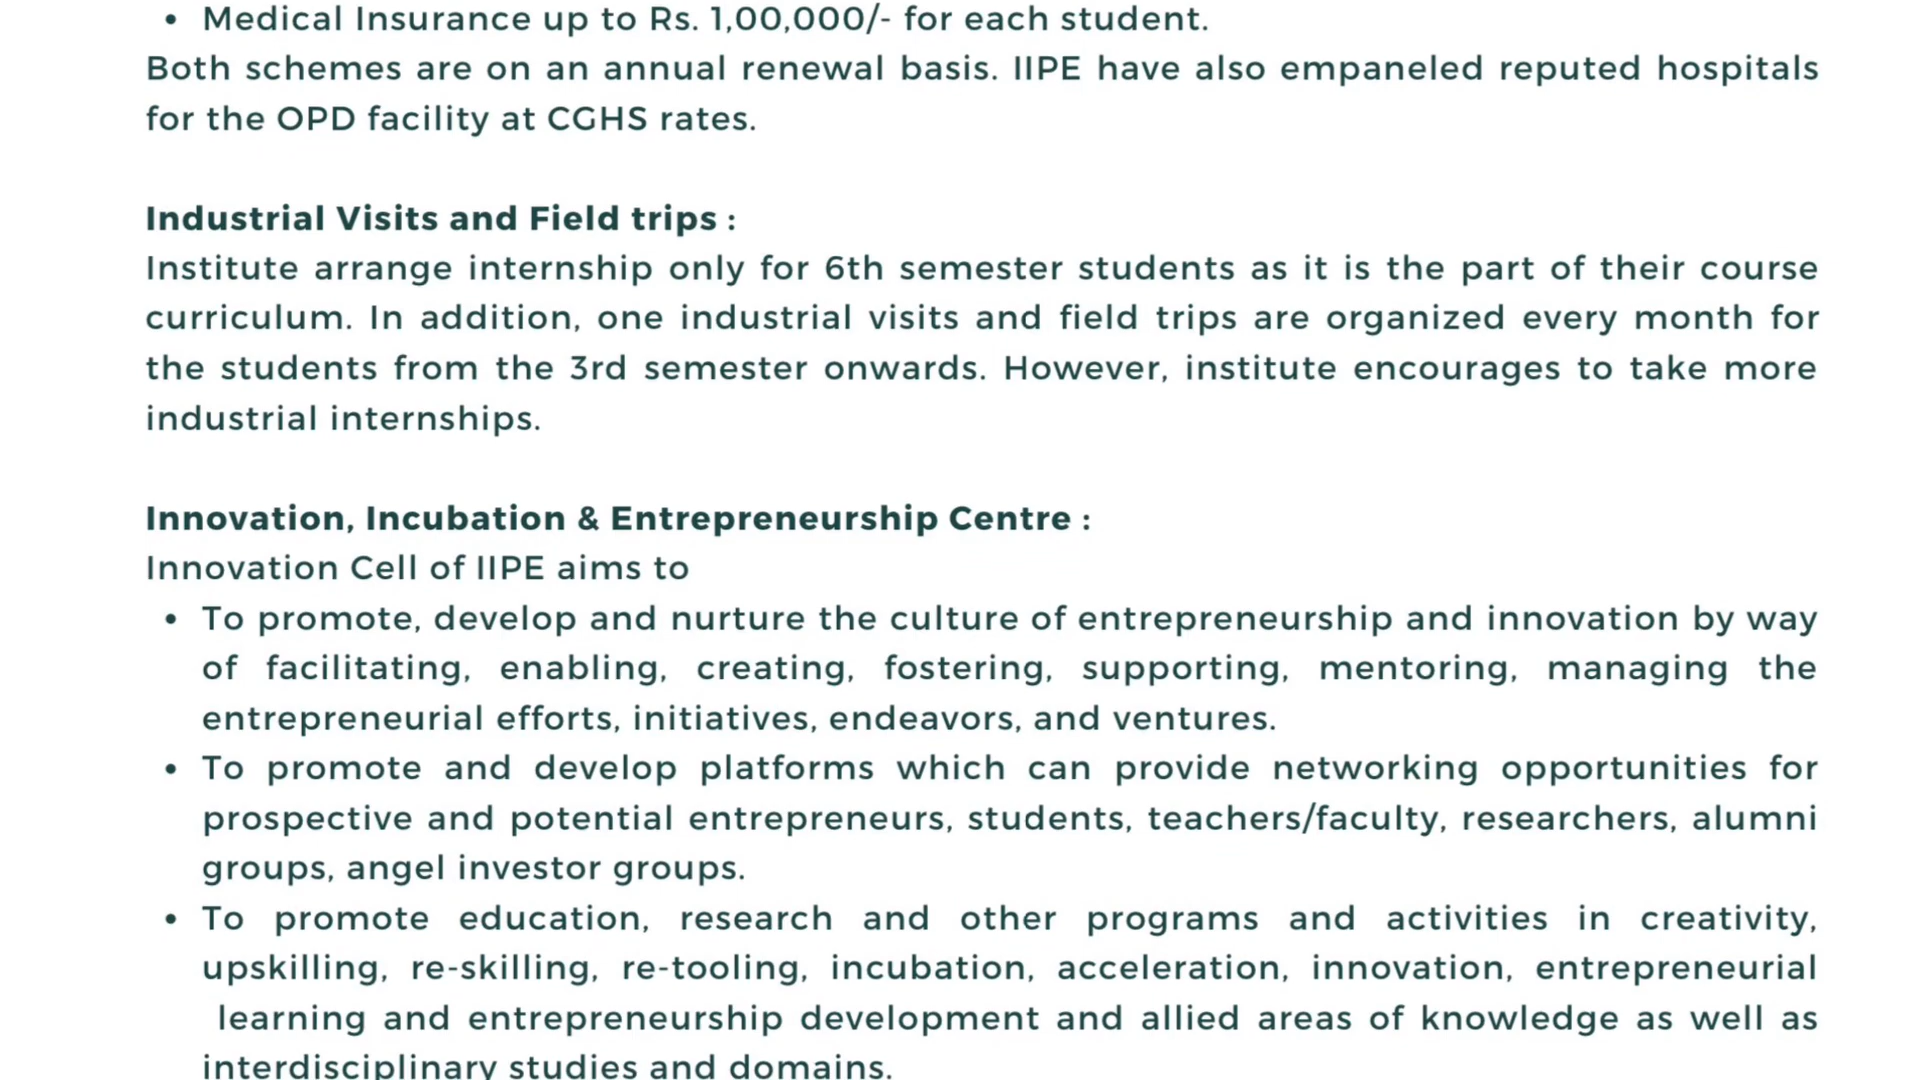 • Medical Insurance up to Rs. 1,00,000/- for each student.
Both schemes are on an annual renewal basis. IIPE have also empaneled reputed hospitals
for the OPD facility at CGHS rates.
Industrial Visits and Field trips :
Institute arrange internship only for 6th semester students as it is the part of their course
curriculum. In addition, one industrial visits and field trips are organized every month for
the students from the 3rd semester onwards. However, institute encourages to take more
industrial internships.
Innovation, Incubation & Entrepreneurship Centre :
Innovation Cell of IIPE aims to
• To promote, develop and nurture the culture of entrepreneurship and innovation by way
of facilitating, enabling, creating, fostering, supporting, mentoring, managing the
entrepreneurial efforts, initiatives, endeavors, and ventures.
• To promote and develop platforms which can provide networking opportunities for
prospective and potential entrepreneurs, students, teachers/faculty, researchers, alumni
groups, angel investor groups.
• To promote education, research and other programs and activities in creativity,
upskilling, re-skilling, re-tooling, incubation, acceleration, innovation, entrepreneurial
learning and entrepreneurship development and allied areas of knowledge as well as
interdisciplinary studies and domains.